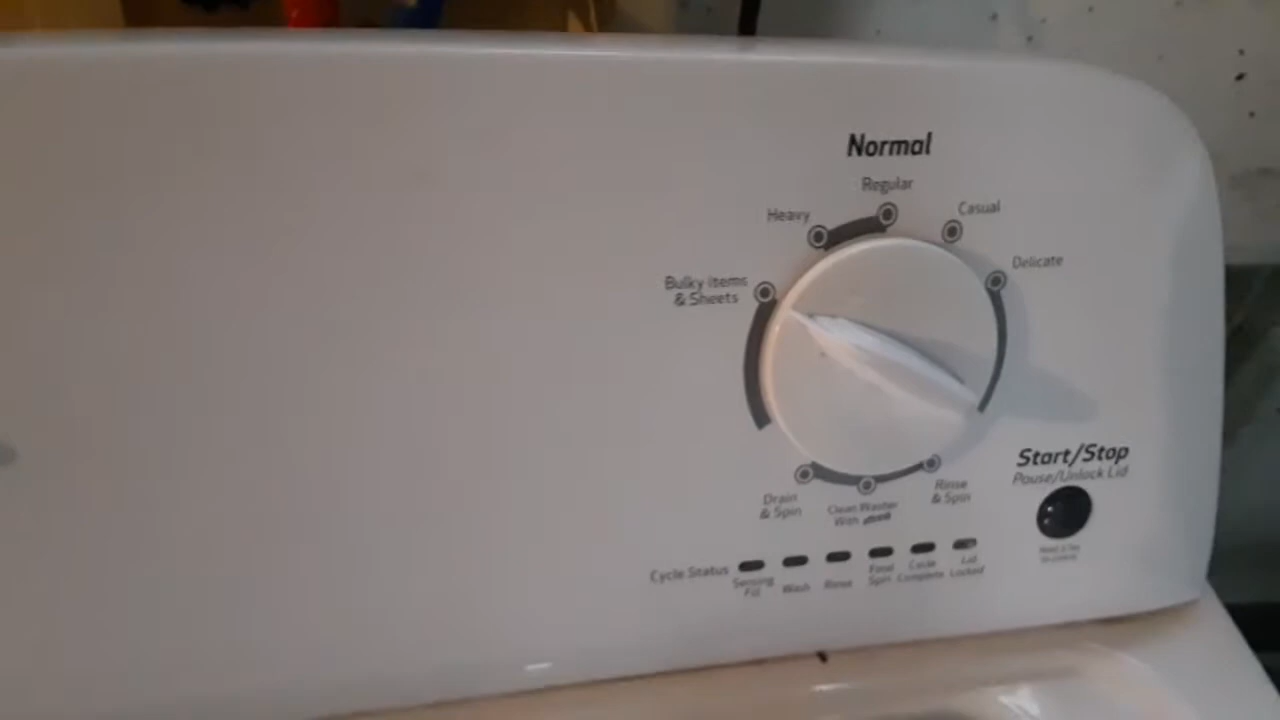 Normal
Regular
Heavy
Casual
Delicate
Bulky Items
& Sheets
Start/Stop
Pause/Unlock Lid
Drain
& Spin
Clean Washer
With
Rinse
& Spin
Cycle Status
Sensing
Fill
Wash
Rinse
Final
Spin
Cycle
Complete
Lid
Locked